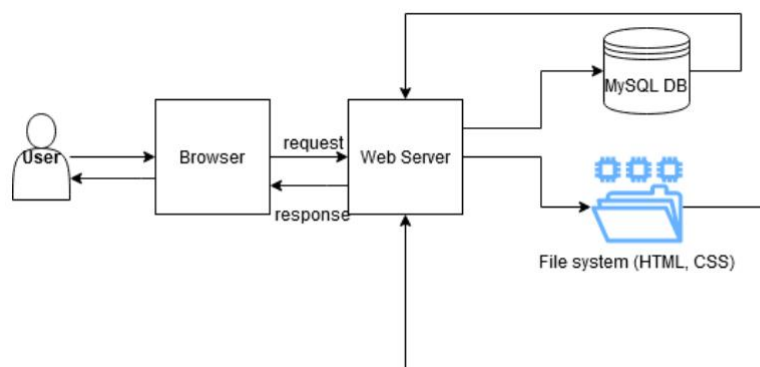 MySQL DB
User
Browser
request
Web Server
response
File system (HTML, CSS)